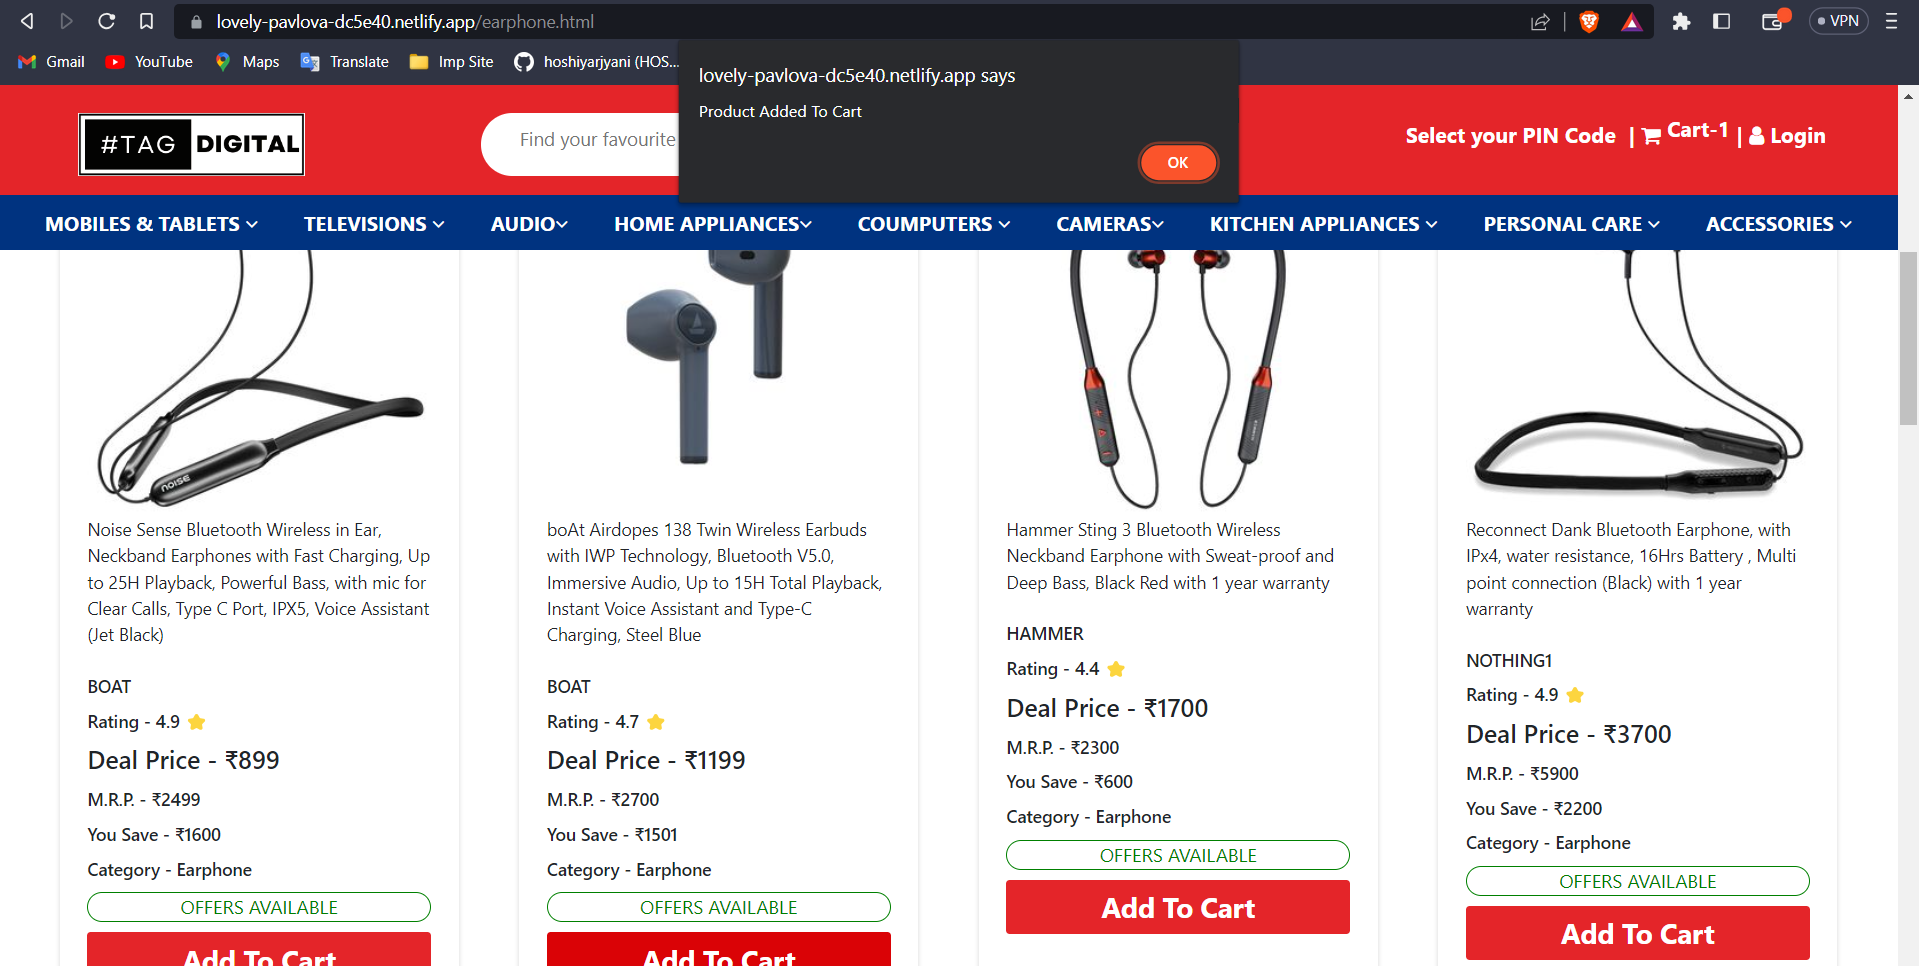 lovely-pavlova-dc5e40.netlify.app/earphone.html
VPN
Gmail
YouTube
Maps
Translate
Imp Site
hoshiyarjyani (HOS...
lovely-pavlova-dc5e40.netlify.app says
Product Added To Cart
OK
#TAG DIGITAL
Find your favourite
Select your PIN Code | Cart-1 | Login
MOBILES & TABLETS
TELEVISIONS
AUDIO
HOME APPLIANCES
COUMPUTERS
CAMERAS
KITCHEN APPLIANCES
PERSONAL CARE
ACCESSORIES
noise
Noise Sense Bluetooth Wireless in Ear,
Neckband Earphones with Fast Charging, Up
to 25H Playback, Powerful Bass, with mic for
Clear Calls, Type C Port, IPX5, Voice Assistant
(Jet Black)
BOAT
Rating - 4.9
Deal Price - ₹899
M.R.P. - ₹2499
You Save - ₹1600
Category - Earphone
OFFERS AVAILABLE
Add To Cart
boAt Airdopes 138 Twin Wireless Earbuds
with IWP Technology, Bluetooth V5.0,
Immersive Audio, Up to 15H Total Playback,
Instant Voice Assistant and Type-C
Charging, Steel Blue
BOAT
Rating - 4.7
Deal Price - ₹1199
M.R.P. - ₹2700
You Save - ₹1501
Category - Earphone
OFFERS AVAILABLE
Add To Cart
Hammer Sting 3 Bluetooth Wireless
Neckband Earphone with Sweat-proof and
Deep Bass, Black Red with 1 year warranty
HAMMER
Rating - 4.4
Deal Price - ₹1700
M.R.P. - ₹2300
You Save - ₹600
Category - Earphone
OFFERS AVAILABLE
Add To Cart
Reconnect Dank Bluetooth Earphone, with
IPx4, water resistance, 16Hrs Battery , Multi
point connection (Black) with 1 year
warranty
NOTHING1
Rating - 4.9
Deal Price - ₹3700
M.R.P. - ₹5900
You Save - ₹2200
Category - Earphone
OFFERS AVAILABLE
Add To Cart